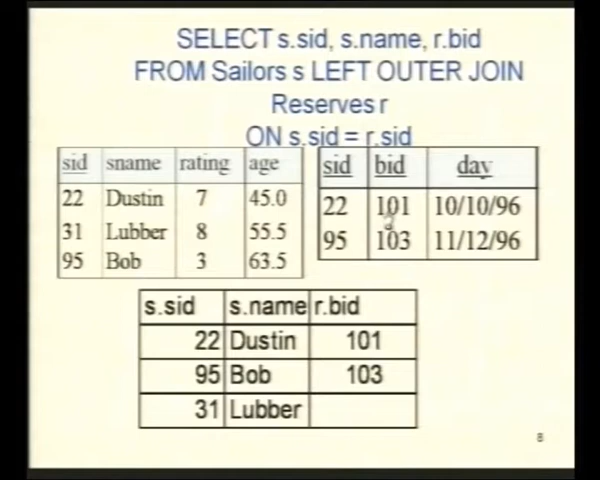 SELECT s.sid, s.name, r.bid
FROM Sailors s LEFT OUTER JOIN
Reserves r
ON s.sid = r.sid
sid sname rating age
22 Dustin 7 45.0
31 Lubber 8 55.5
95 Bob 3 63.5
sid bid day
22 101 10/10/96
95 103 11/12/96
s.sid s.name r.bid
22 Dustin 101
95 Bob 103
31 Lubber
8